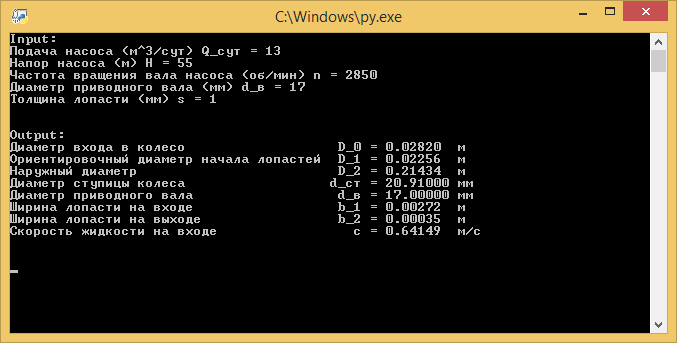 C:\Windows\py.exe
Input:
Подача насоса (м^3/сут) Q_сут = 13
Напор насоса (м) H = 55
Частота вращения вала насоса (об/мин) n = 2850
Диаметр приводного вала (мм) d_в = 17
Толщина лопасти (мм) s = 1
Output:
Диаметр входа в колесо D_0 = 0.02820 м
Ориентировочный диаметр начала лопастей D_1 = 0.02256 м
Наружный диаметр D_2 = 0.21434 м
Диаметр ступицы колеса d_ст = 20.91000 мм
Диаметр приводного вала d_в = 17.00000 мм
Ширина лопасти на входе b_1 = 0.00272 м
Ширина лопасти на выходе b_2 = 0.00035 м
Скорость жидкости на входе c = 0.64149 м/с